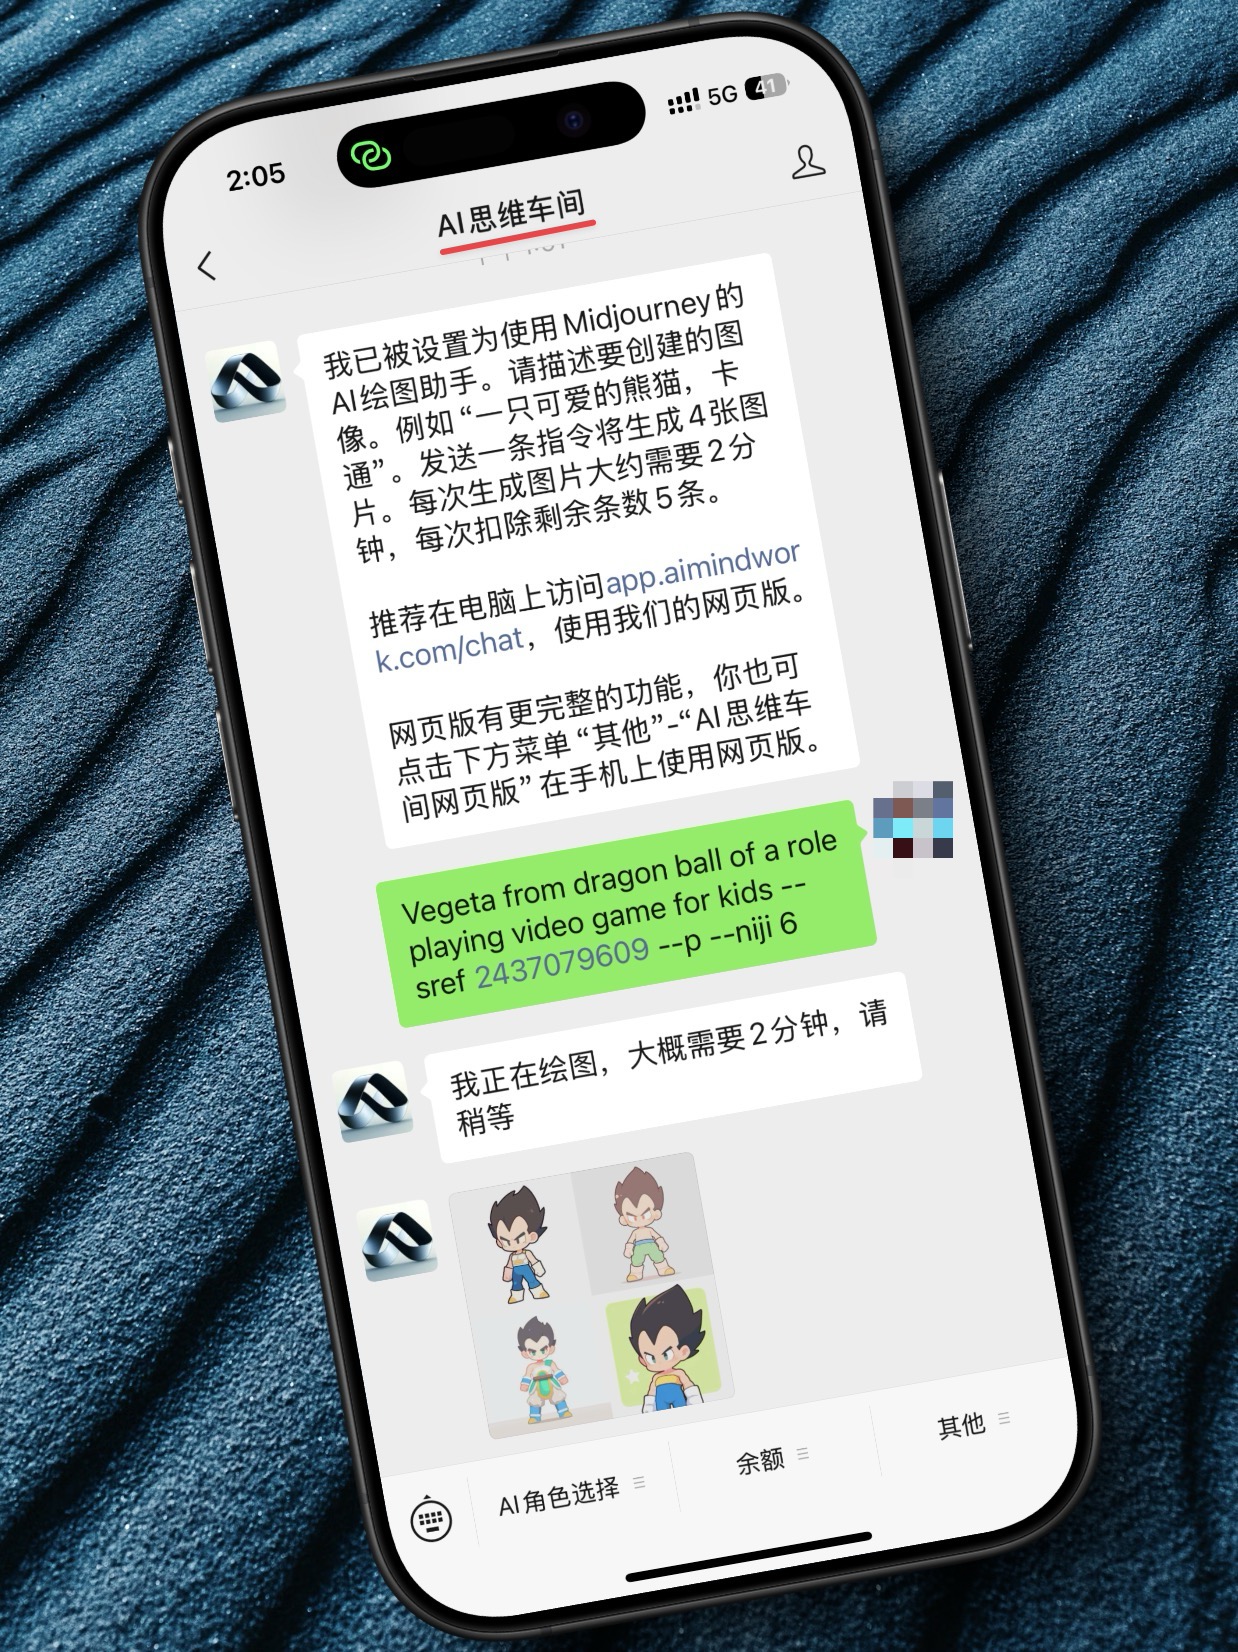 2:05
5G
41
AI思维车间
我已被设置为使用Midjourney的
AI绘图助手。请描述要创建的图
像。例如“一只可爱的熊猫，卡
通”。发送一条指令将生成4张图
片。每次生成图片大约需要2分
钟，每次扣除剩余条数5条。
推荐在电脑上访问app.aimindwor
k.com/chat，使用我们的网页版。
网页版有更完整的功能，你也可
点击下方菜单“其他”-“AI思维车
间网页版”在手机上使用网页版。
Vegeta from dragon ball of a role
playing video game for kids --
sref 2437079609 --p --niji 6
我正在绘图，大概需要2分钟，请
稍等
AI角色选择
余额
其他